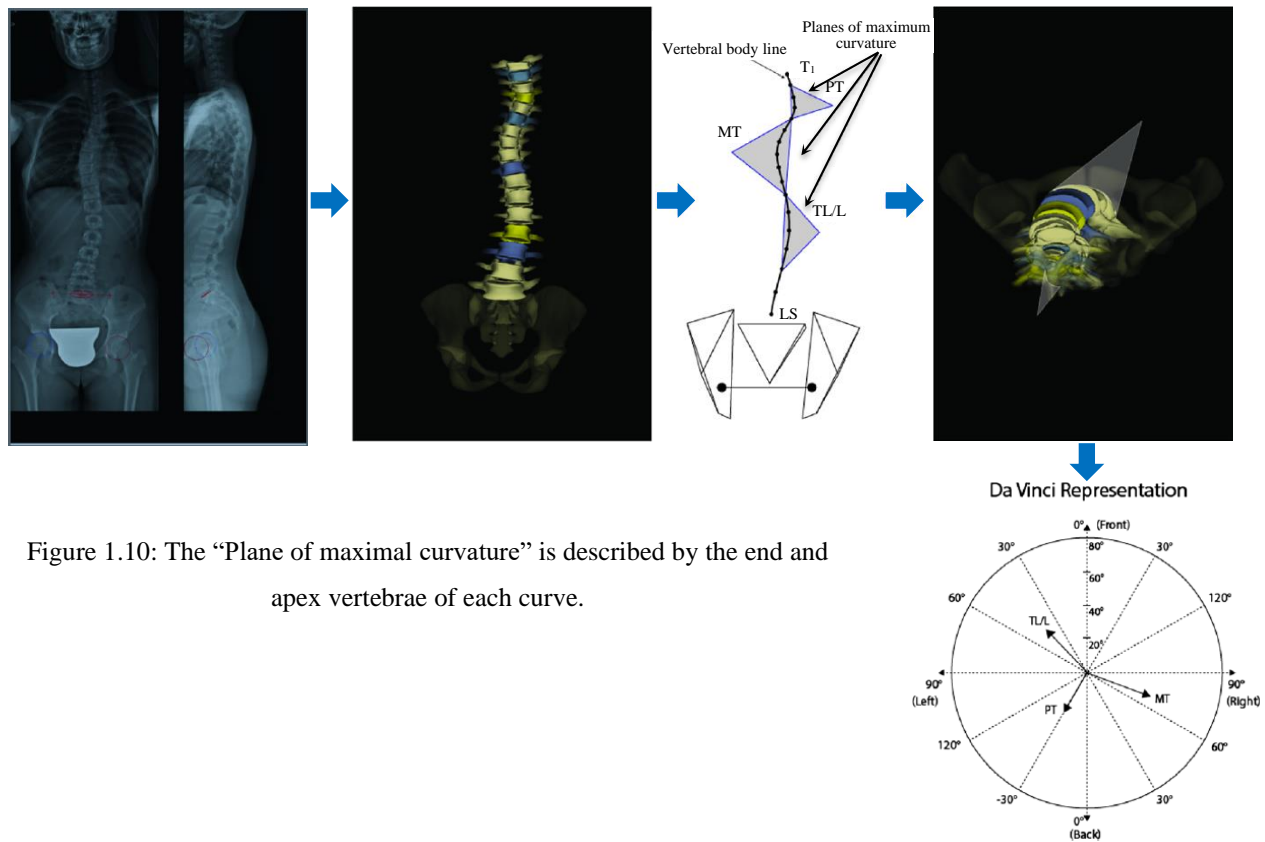 Planes of maximum
curvature
Vertebral body line
T1
PT
MT
TL/L
LS
Da Vinci Representation
0° (Front)
30°
80°
30°
60°
60°
120°
40°
TL/L
20°
90°
(Left)
90°
(Right)
MT
PT
120°
60°
-30°
30°
0°
(Back)
Figure 1.10: The “Plane of maximal curvature” is described by the end and
apex vertebrae of each curve.